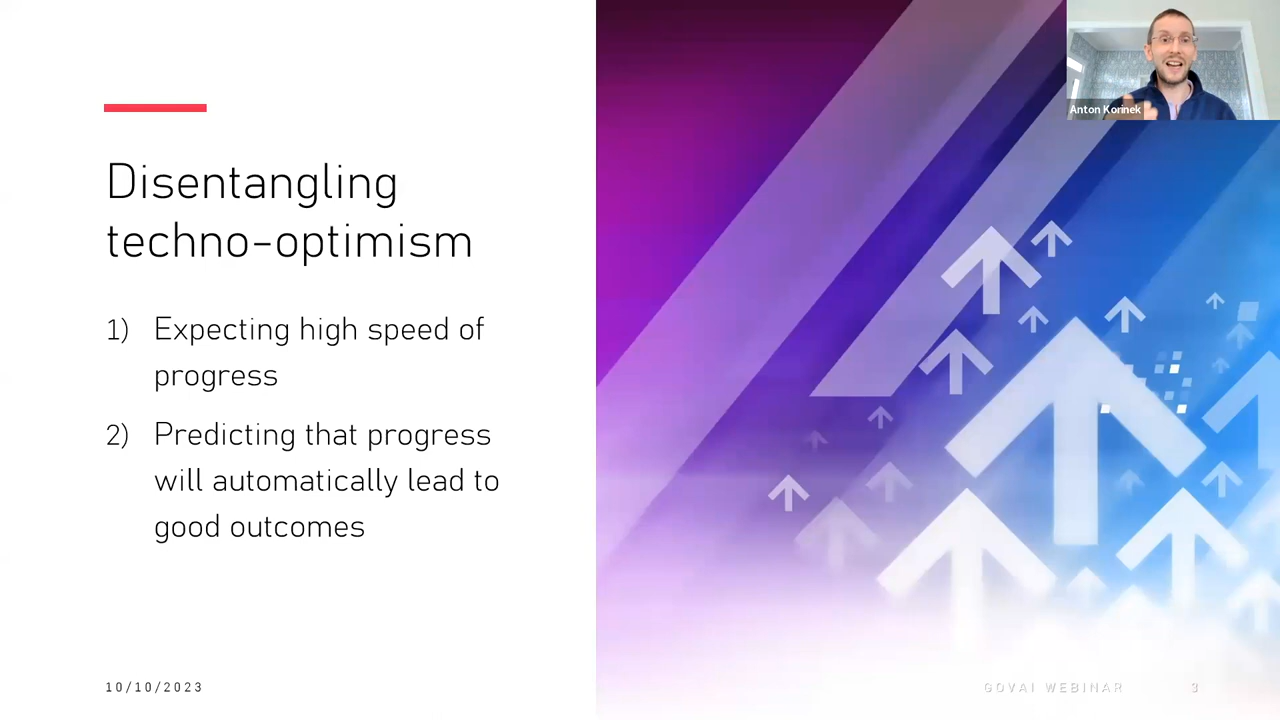 Anton Korinek
Disentangling
techno-optimism
1) Expecting high speed of
progress
2) Predicting that progress
will automatically lead to
good outcomes
10/10/2023
GOVAI WEBINAR
3